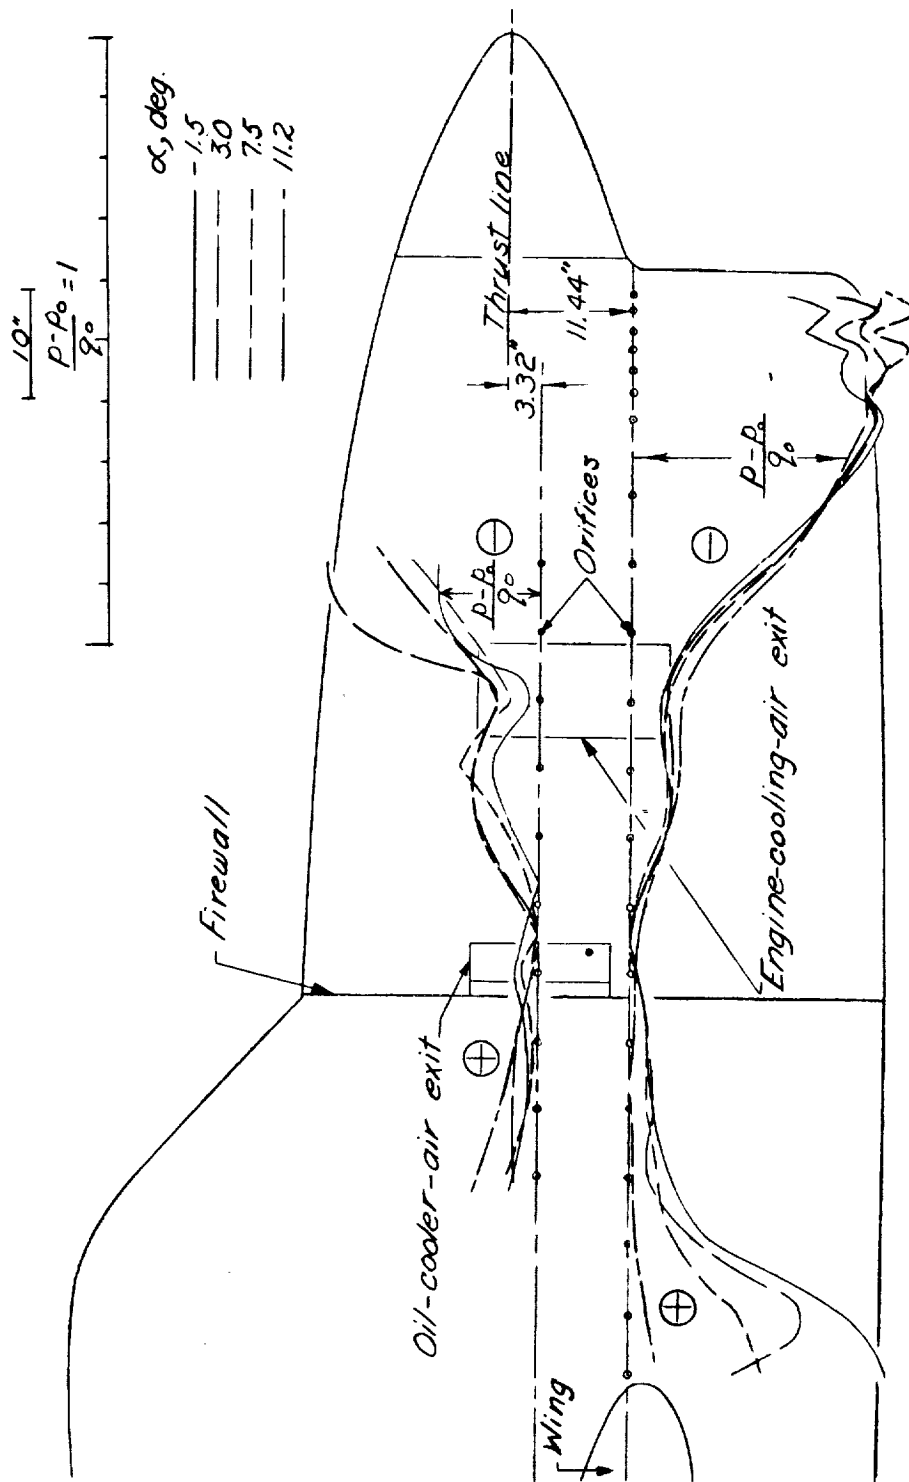 10"
p-p₀/q₀ = 1
α, deg.
-1.5
3.0
7.5
11.2
Thrust line
3.32"
11.44"
p-p₀/q₀
Orifices
p-p₀/q₀
Firewall
Engine-cooling-air exit
Oil-cooler-air exit
Wing